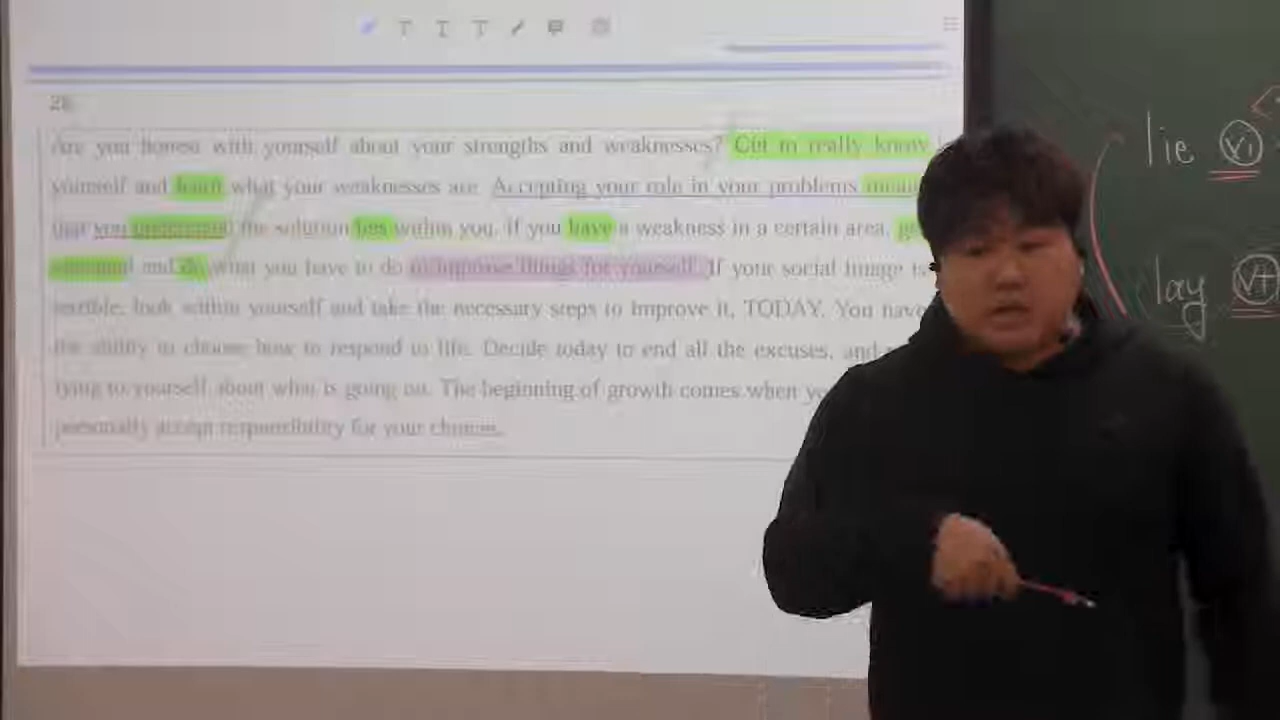 Are you honest with yourself about your strengths and weaknesses? Get to really know
yourself and learn what your weaknesses are. Accepting your role in your problems
that you understand the solution lies within you. If you have a weakness in a certain area,
and do what you have to do to improve things for yourself. If your social image is
terrible, look within yourself and take the necessary steps to improve it, TODAY. You have
the ability to choose how to respond to life. Decide today to end all the excuses, and
lying to yourself about what is going on. The beginning of growth comes when
personally accept responsibility for your choices.
lie vi
lay vt